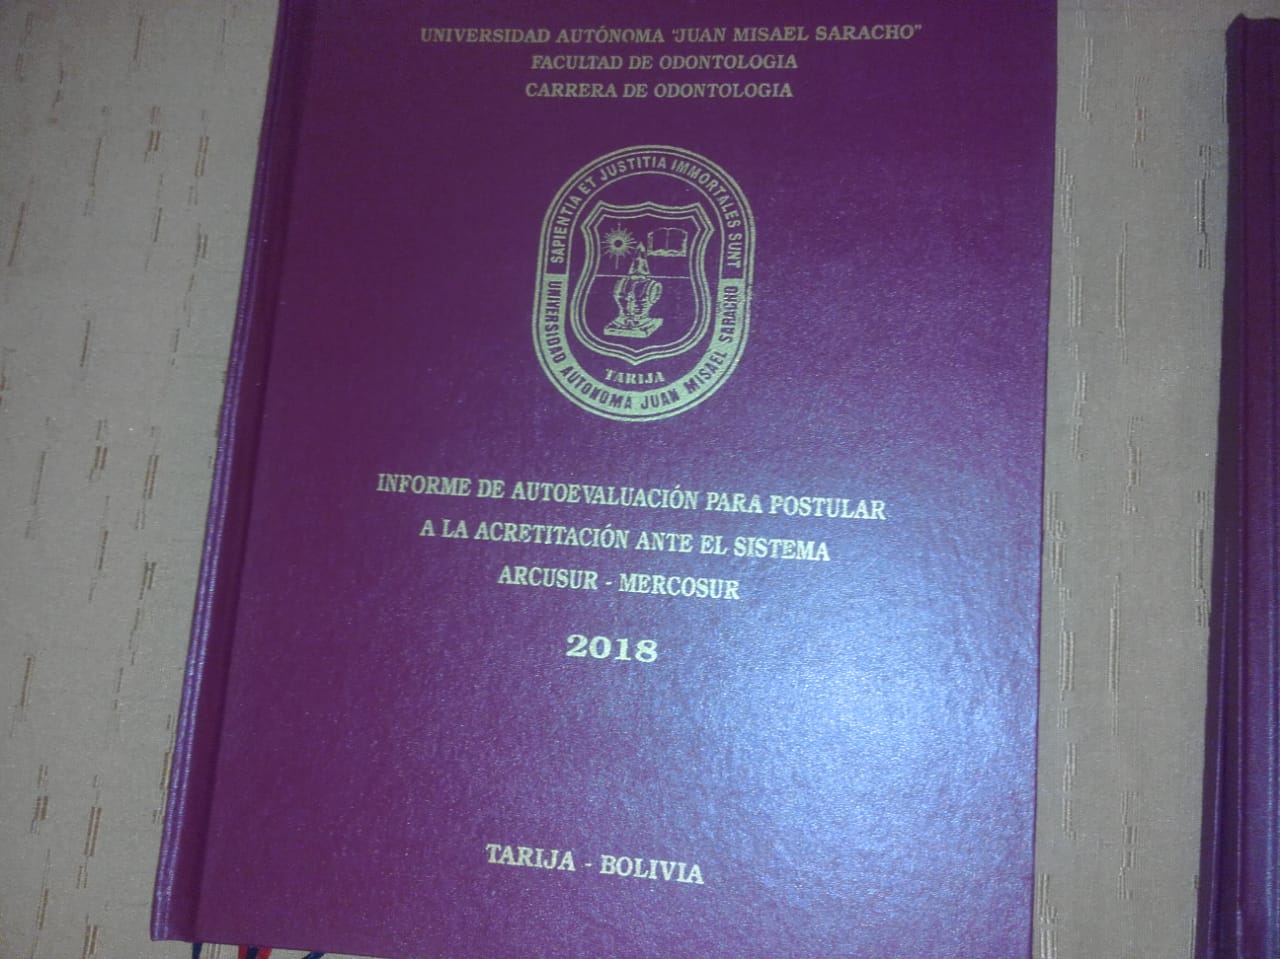 UNIVERSIDAD AUTÓNOMA "JUAN MISAEL SARACHO"
FACULTAD DE ODONTOLOGIA
CARRERA DE ODONTOLOGIA
SAPIENTIA ET JUSTITIA IMMORTALES SUNT
TARIJA
UNIVERSIDAD AUTONOMA JUAN MISAEL SARACHO
INFORME DE AUTOEVALUACIÓN PARA POSTULAR
A LA ACRETITACIÓN ANTE EL SISTEMA
ARCUSUR - MERCOSUR
2018
TARIJA - BOLIVIA